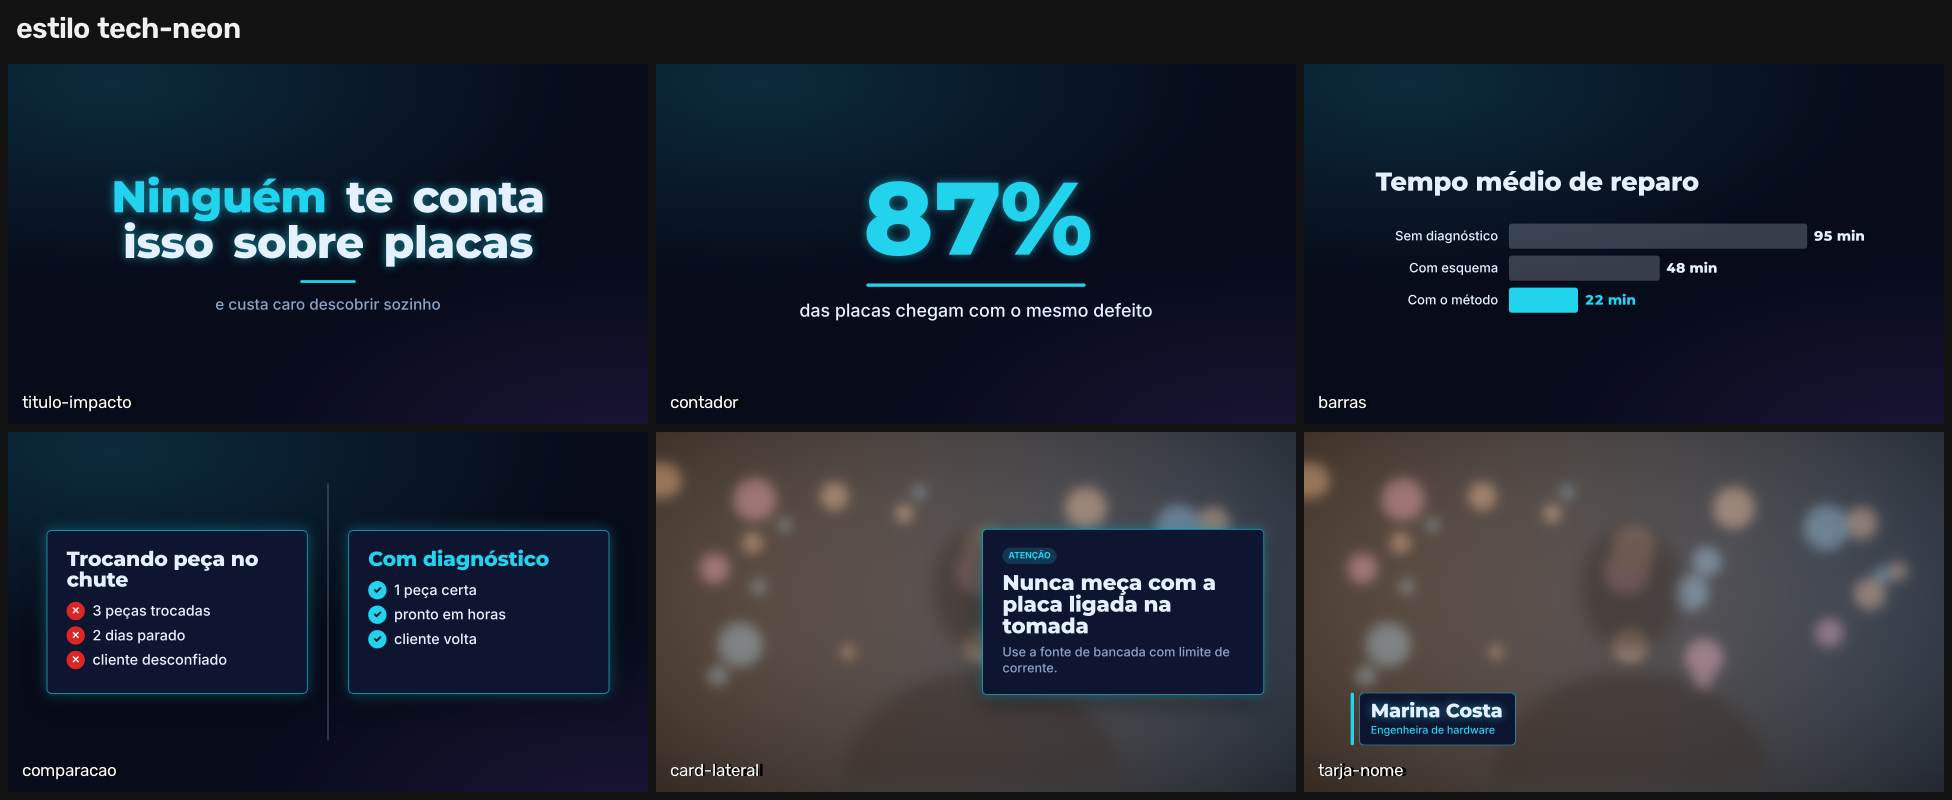 estilo tech-neon
Ninguém te conta
isso sobre placas
e custa caro descobrir sozinho
titulo-impacto
87%
das placas chegam com o mesmo defeito
contador
Tempo médio de reparo
Sem diagnóstico 95 min
Com esquema 48 min
Com o método 22 min
barras
Trocando peça no
chute
3 peças trocadas
2 dias parado
cliente desconfiado
Com diagnóstico
1 peça certa
pronto em horas
cliente volta
comparacao
ATENÇÃO
Nunca meça com a
placa ligada na
tomada
Use a fonte de bancada com limite de
corrente.
card-lateral
Marina Costa
Engenheira de hardware
tarja-nome